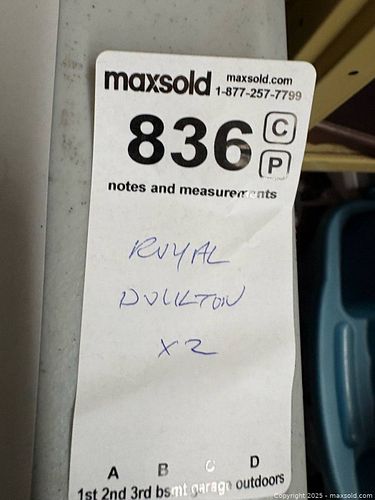 maxsold maxsold.com
1-877-257-7799
836 C
P
notes and measurements
ROYAL
DOULTON
x2
A B C D
1st 2nd 3rd bsmt garage outdoors
Copyright 2025 - maxsold.com